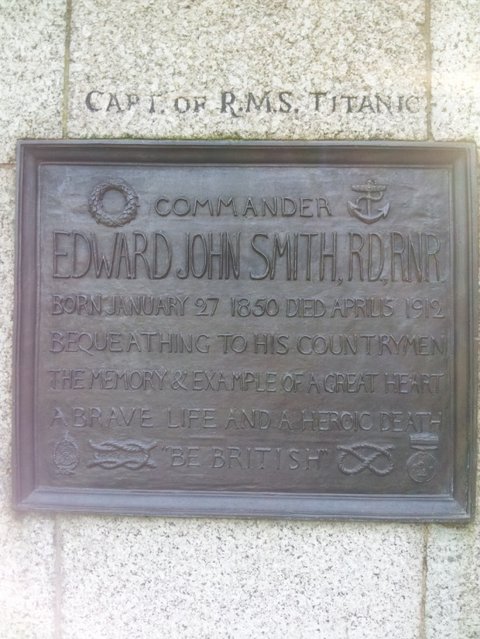 CAPT. OF R.M.S. TITANIC
COMMANDER
EDWARD JOHN SMITH, RD, RNR.
BORN JANUARY 27 1850 DIED APRIL 15 1912
BEQUEATHING TO HIS COUNTRYMEN
THE MEMORY & EXAMPLE OF A GREAT HEART
A BRAVE LIFE AND A HEROIC DEATH
"BE BRITISH"